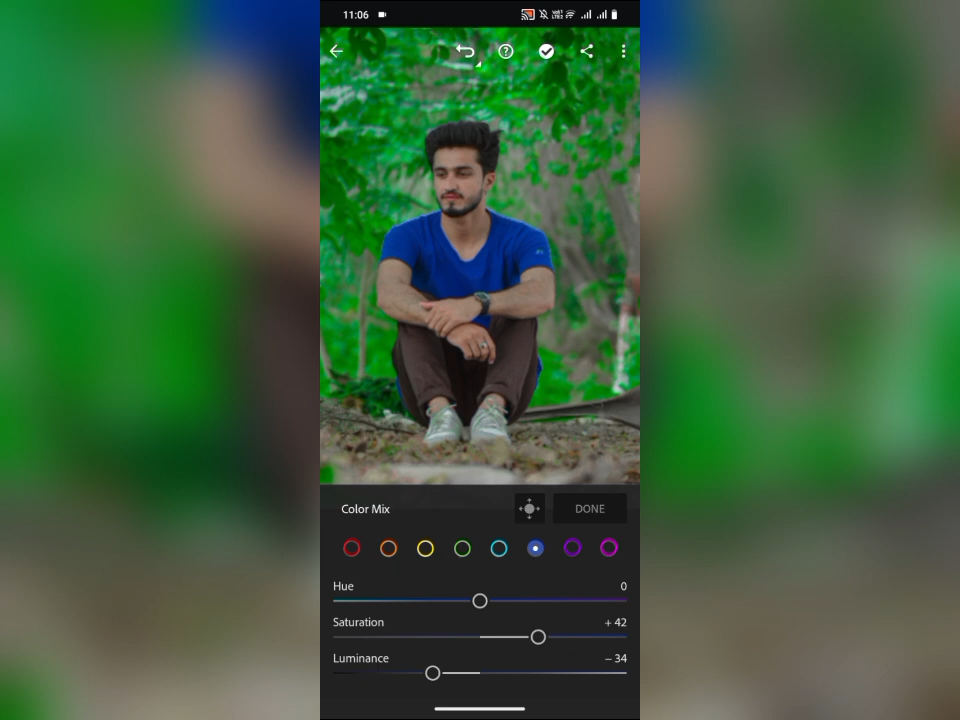 11:06
Color Mix
DONE
Hue 0
Saturation + 42
Luminance – 34